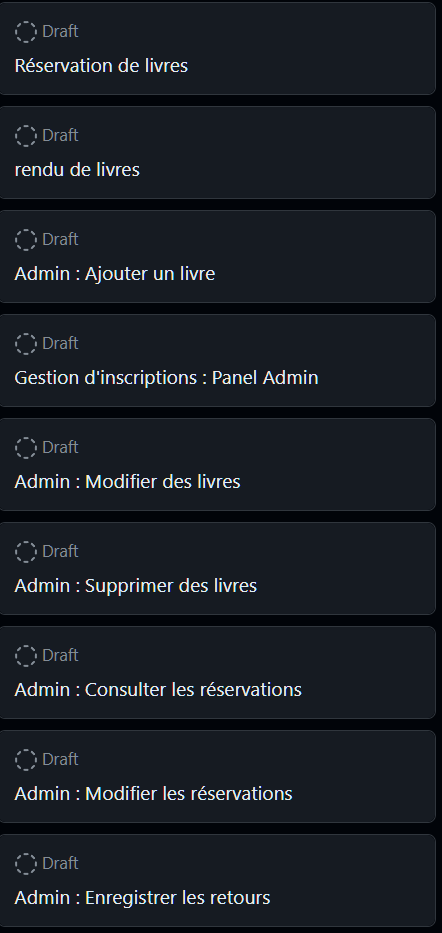 Draft
Réservation de livres
Draft
rendu de livres
Draft
Admin : Ajouter un livre
Draft
Gestion d'inscriptions : Panel Admin
Draft
Admin : Modifier des livres
Draft
Admin : Supprimer des livres
Draft
Admin : Consulter les réservations
Draft
Admin : Modifier les réservations
Draft
Admin : Enregistrer les retours